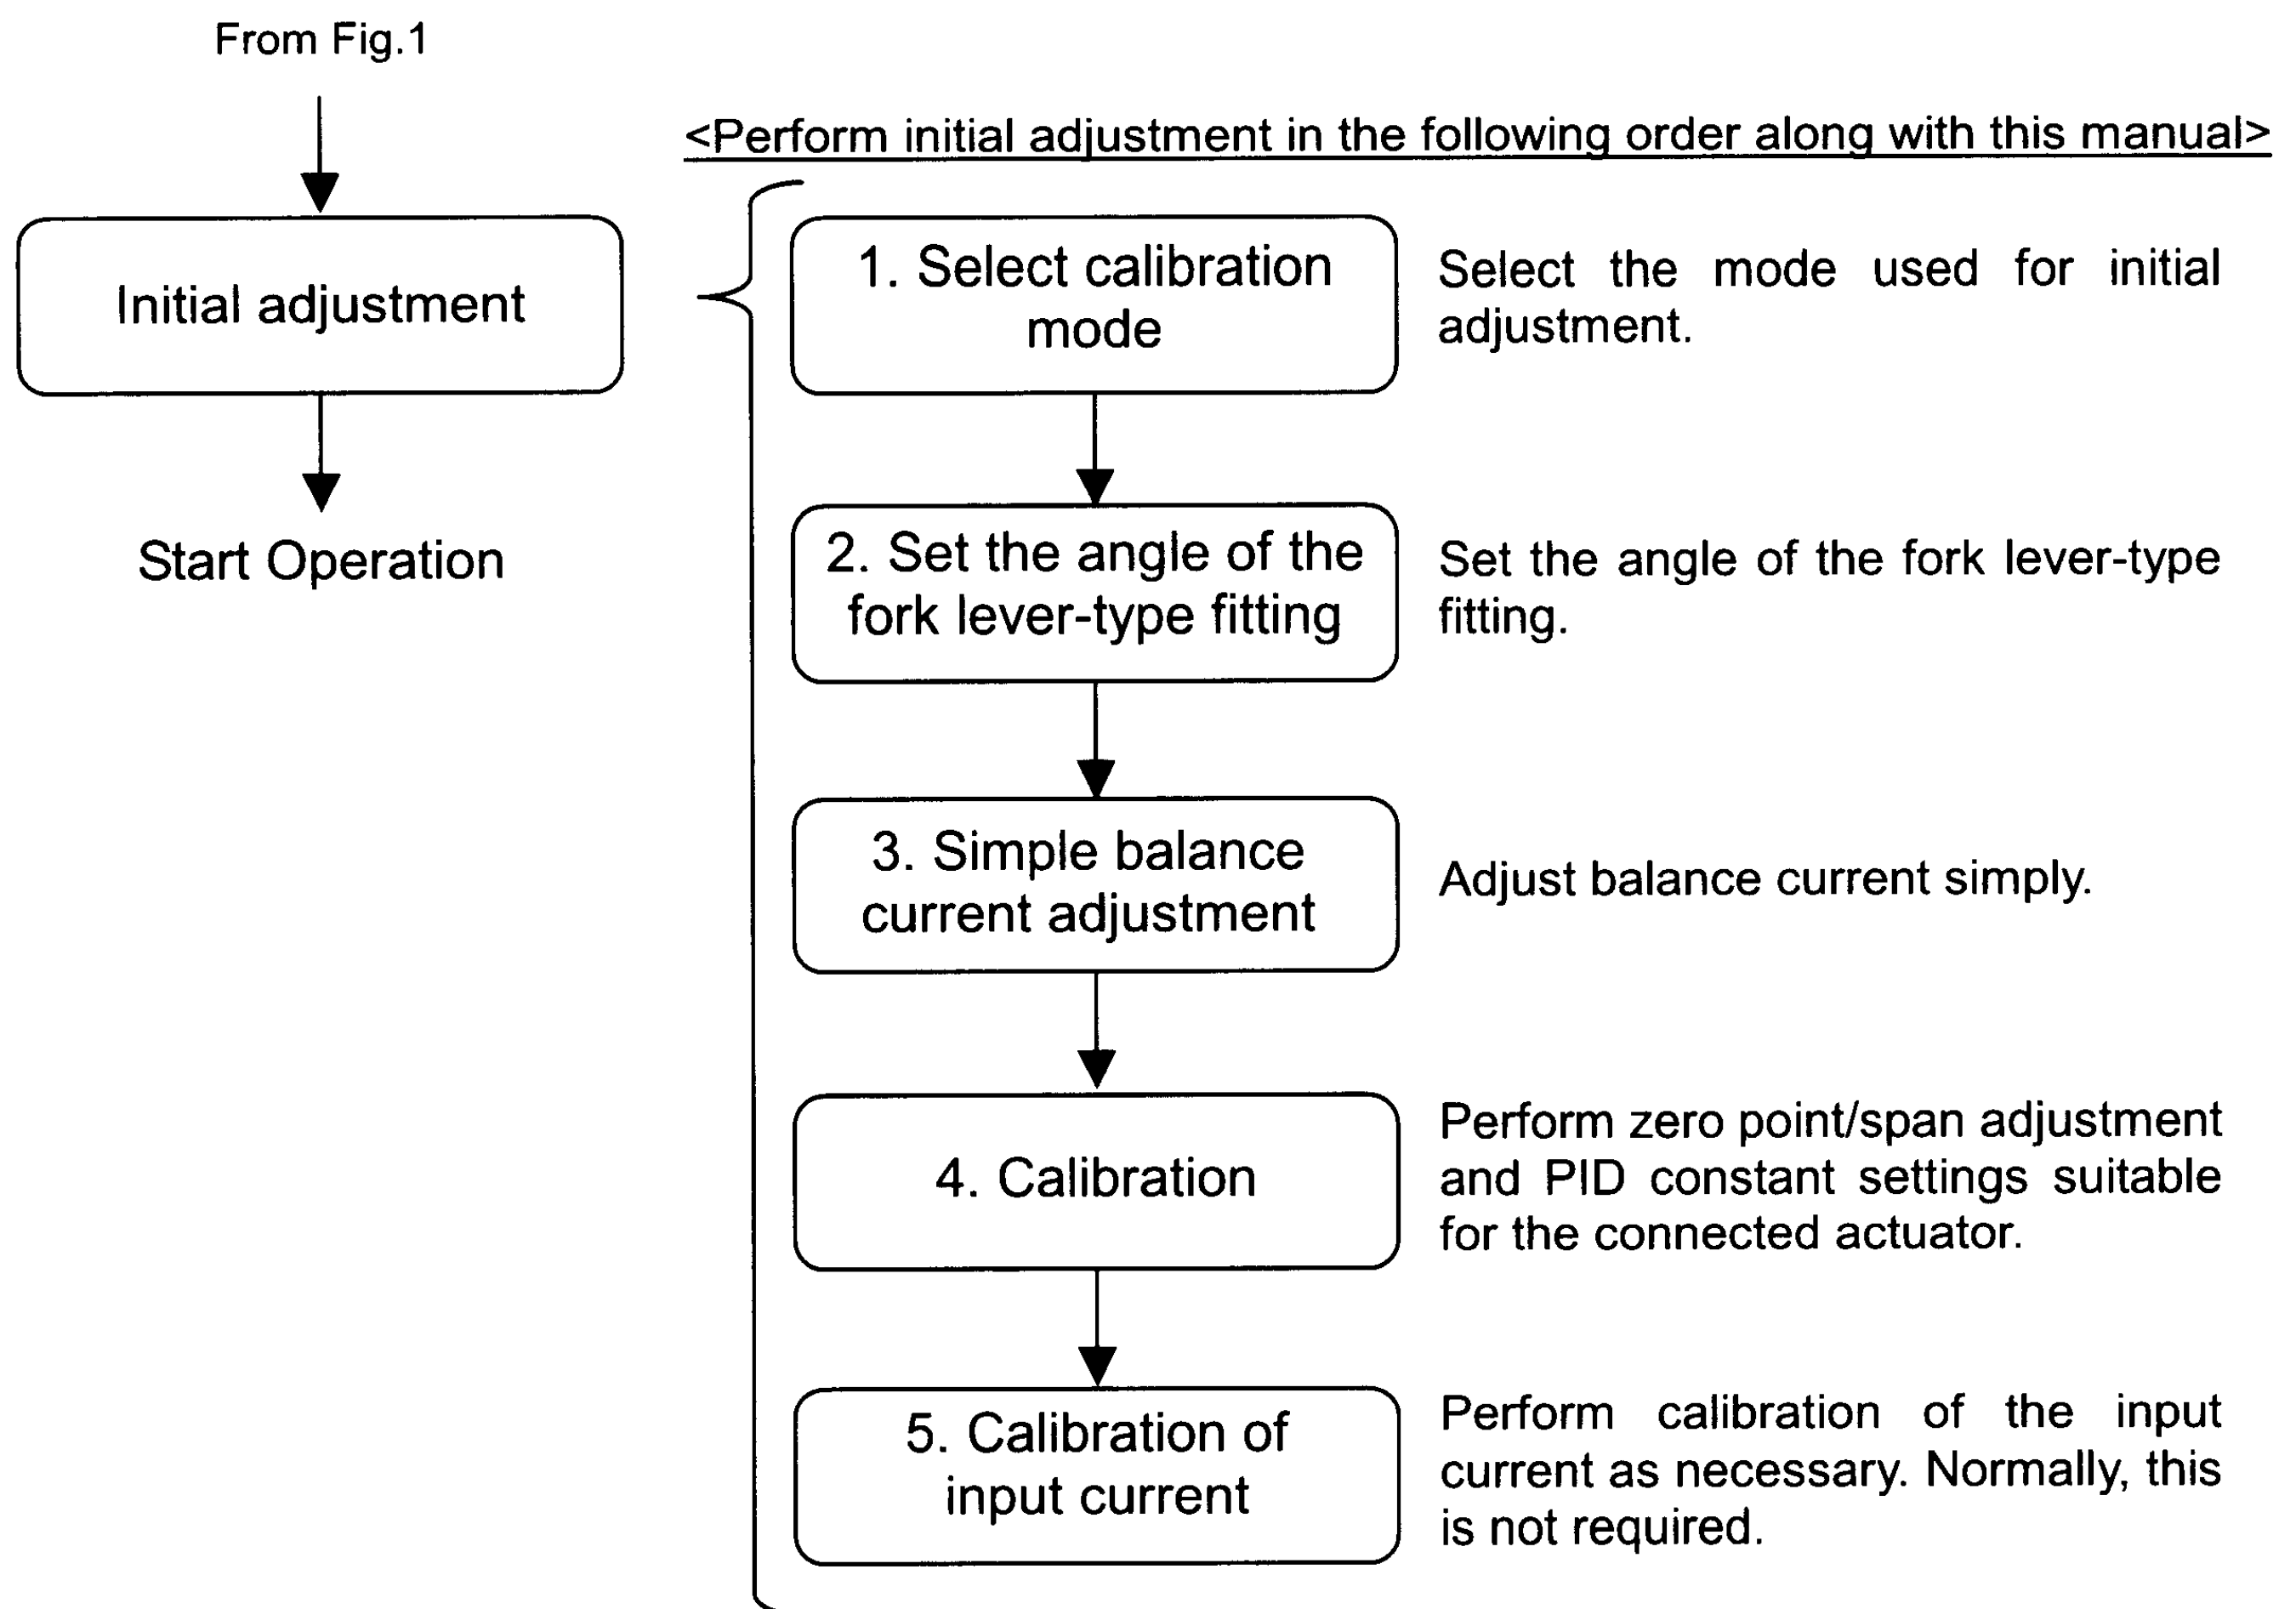 From Fig.1
<Perform initial adjustment in the following order along with this manual>
Initial adjustment
Start Operation
1. Select calibration
mode
Select the mode used for initial
adjustment.
2. Set the angle of the
fork lever-type fitting
Set the angle of the fork lever-type
fitting.
3. Simple balance
current adjustment
Adjust balance current simply.
4. Calibration
Perform zero point/span adjustment
and PID constant settings suitable
for the connected actuator.
5. Calibration of
input current
Perform calibration of the input
current as necessary. Normally, this
is not required.